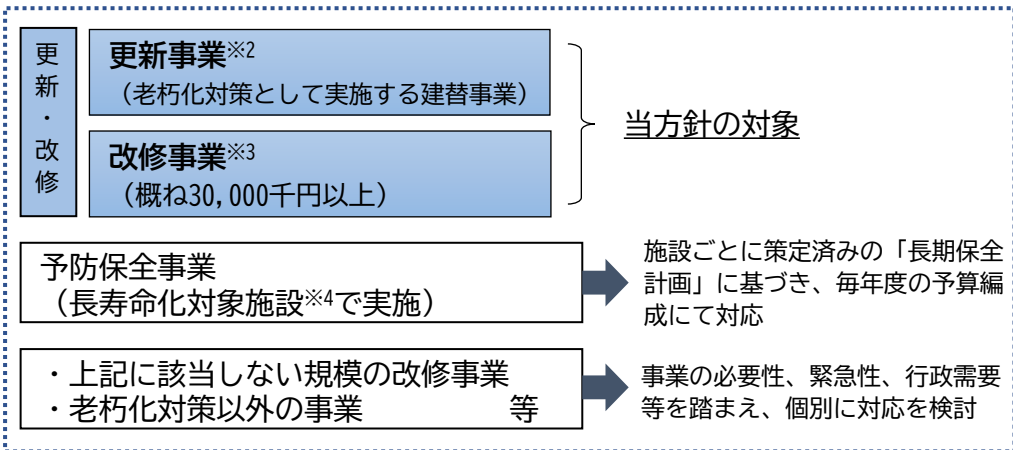 更新・改修
更新事業※2
（老朽化対策として実施する建替事業）
改修事業※3
（概ね30,000千円以上）
当方針の対象
予防保全事業
（長寿命化対象施設※4で実施）
施設ごとに策定済みの「長期保全
計画」に基づき、毎年度の予算編
成にて対応
・上記に該当しない規模の改修事業
・老朽化対策以外の事業　　　　　等
事業の必要性、緊急性、行政需要
等を踏まえ、個別に対応を検討